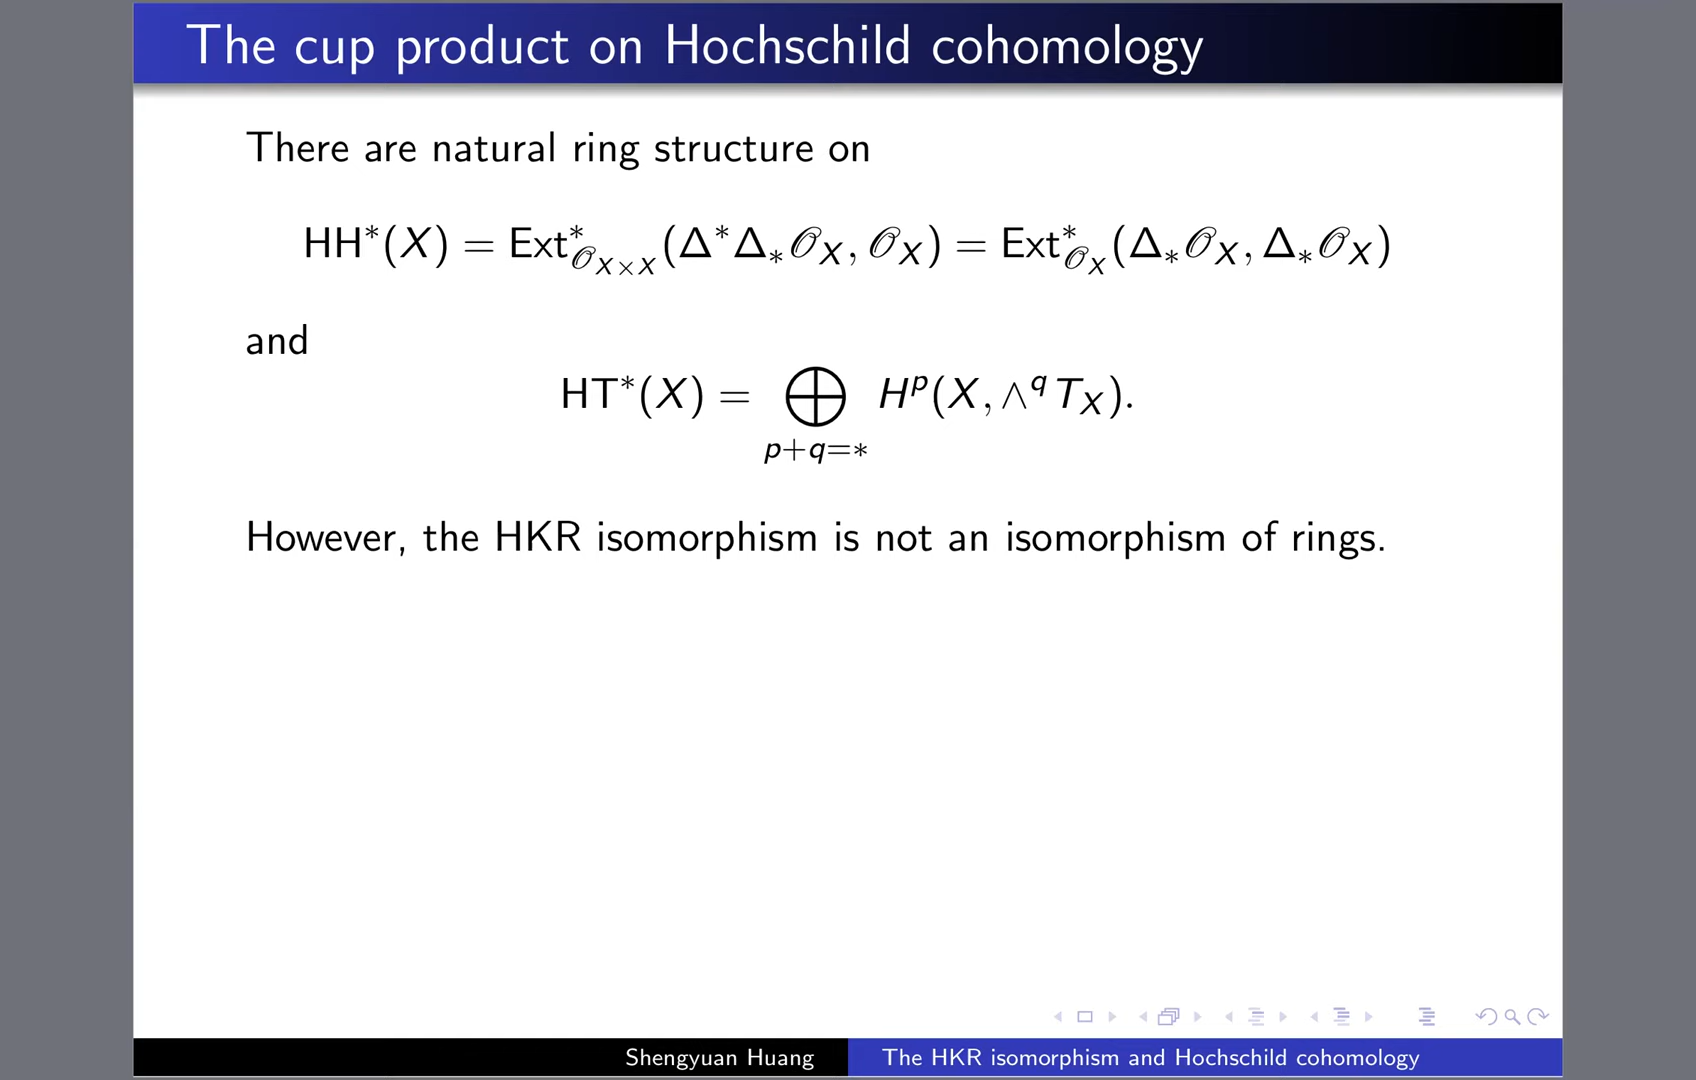 The cup product on Hochschild cohomology
There are natural ring structure on
HH*(X) = Ext*_{𝒪_{X×X}}(Δ*Δ_*𝒪_X, 𝒪_X) = Ext*_{𝒪_X}(Δ_*𝒪_X, Δ_*𝒪_X)
and
HT*(X) = ⊕_{p+q=*} H^p(X, ∧^q T_X).
However, the HKR isomorphism is not an isomorphism of rings.
Shengyuan Huang
The HKR isomorphism and Hochschild cohomology